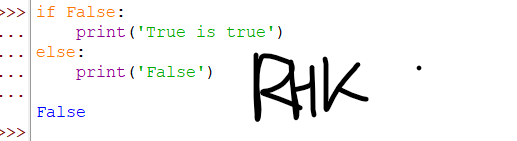 >>> if False:
...     print('True is true')
... else:
...     print('False')
...
False
>>>
RHK